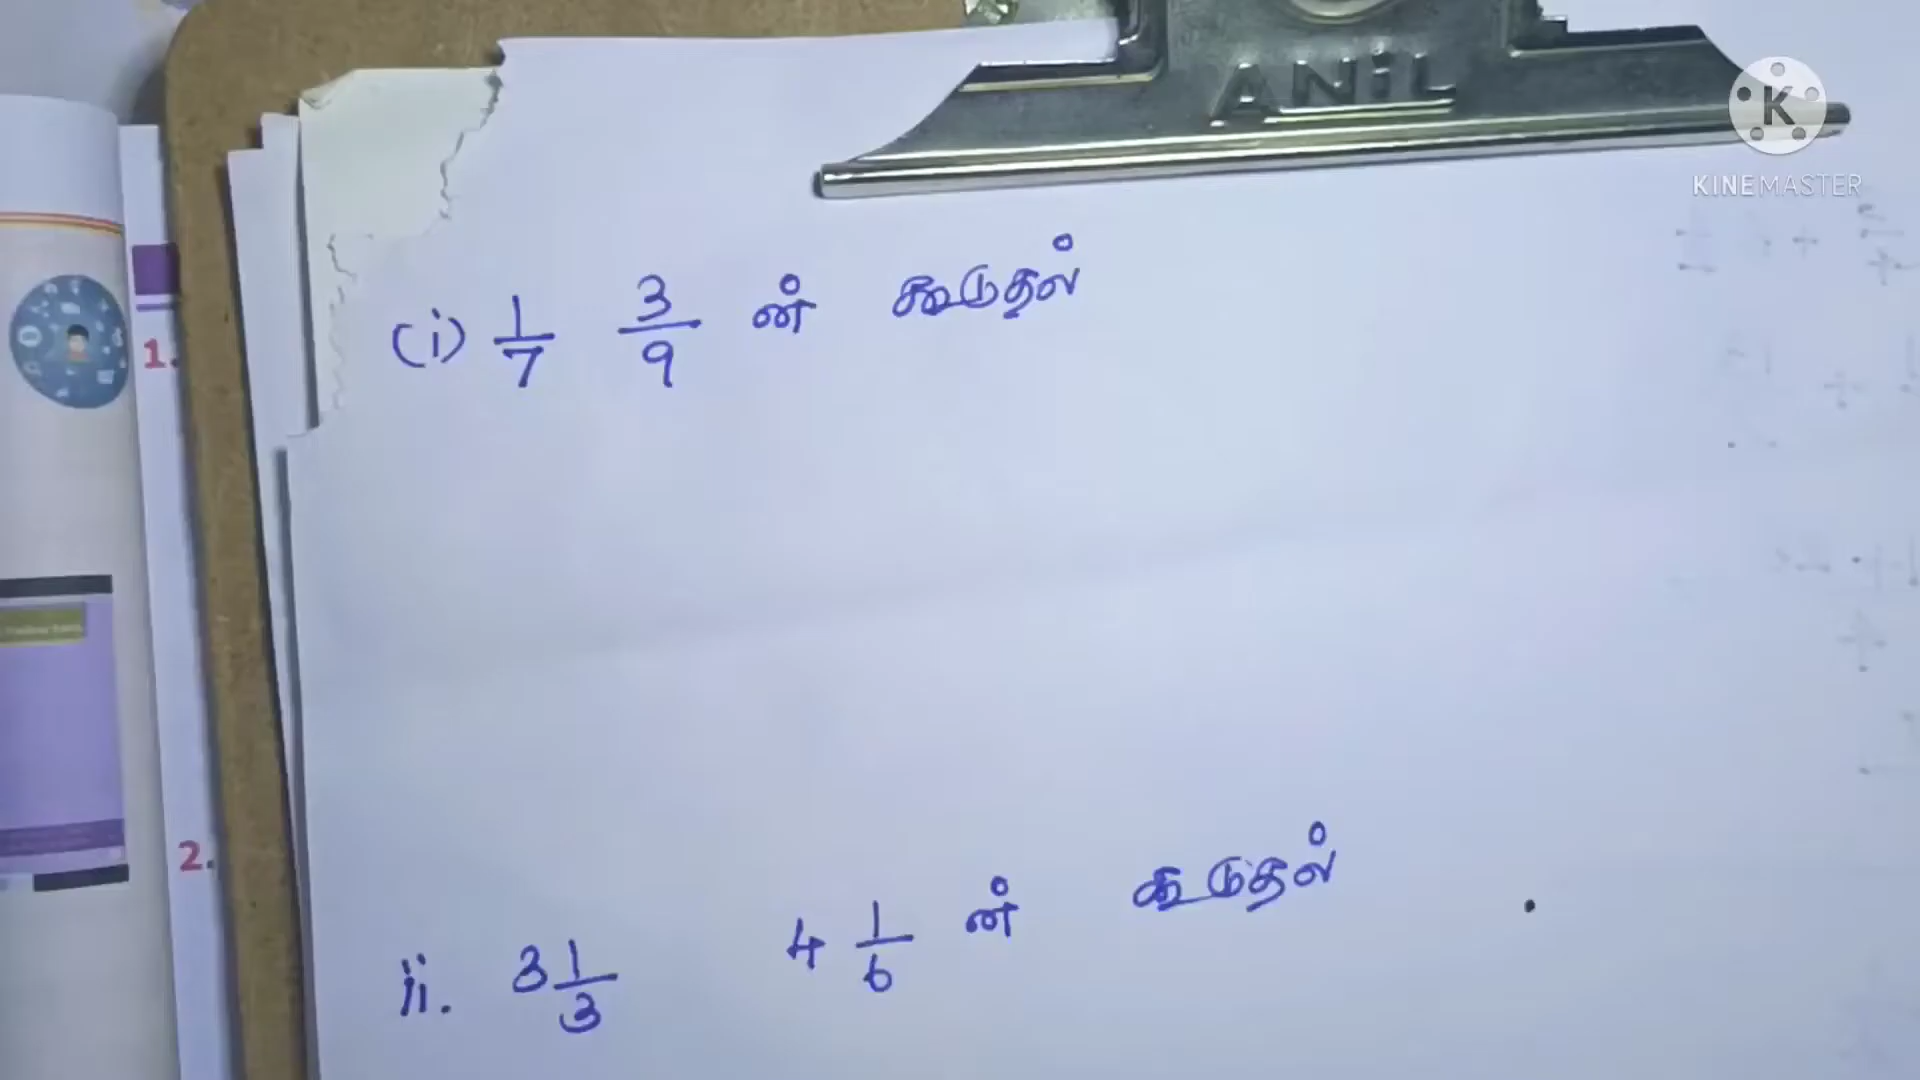 ANIL
K
KINEMASTER
(i) 1/7 3/9 ன் கூடுதல்
1.
2.
ii. 3 1/3 4 1/6 ன் கூடுதல்